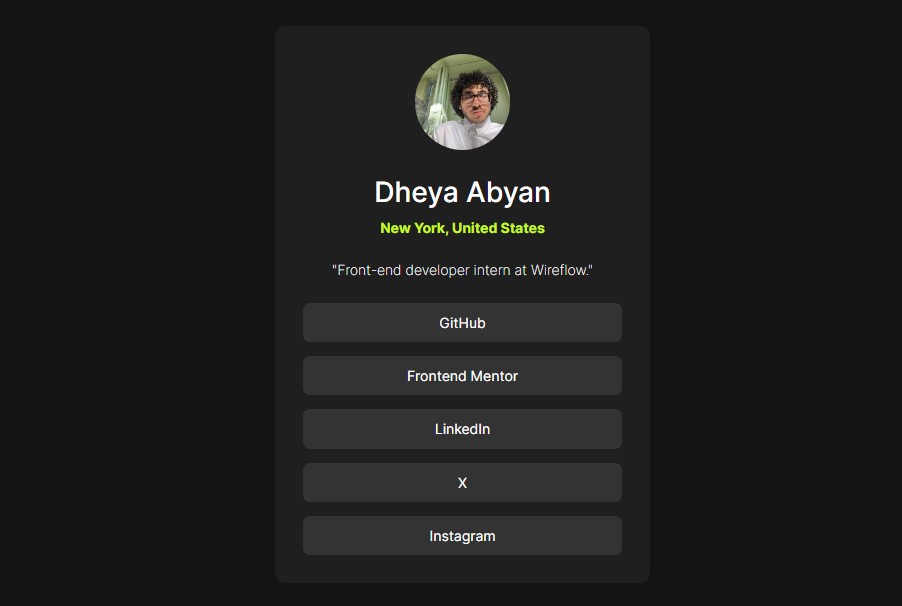 Dheya Abyan
New York, United States
"Front-end developer intern at Wireflow."
GitHub
Frontend Mentor
LinkedIn
X
Instagram